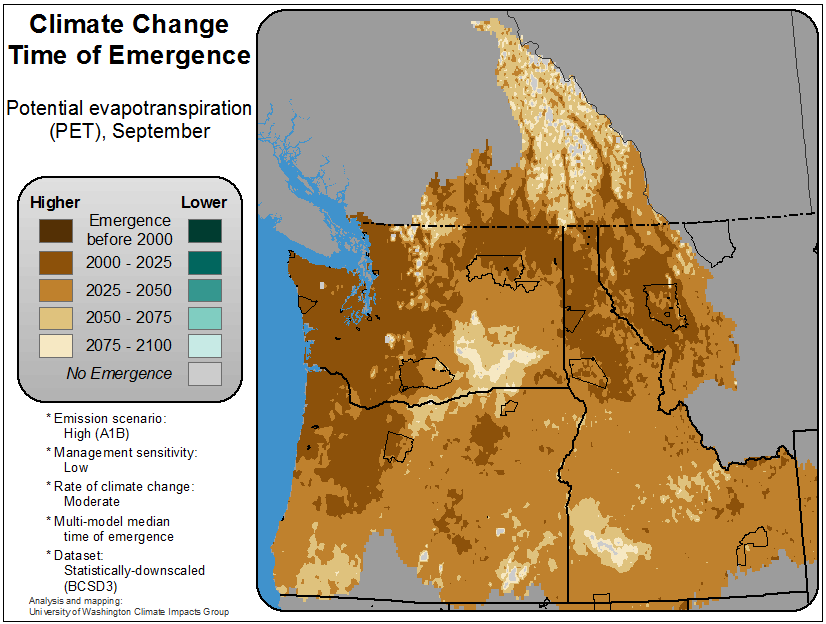 Climate Change
Time of Emergence
Potential evapotranspiration
(PET), September
Higher
Lower
Emergence
before 2000
2000 - 2025
2025 - 2050
2050 - 2075
2075 - 2100
No Emergence
* Emission scenario:
High (A1B)
* Management sensitivity:
Low
* Rate of climate change:
Moderate
* Multi-model median
time of emergence
* Dataset:
Statistically-downscaled
(BCSD3)
Analysis and mapping:
University of Washington Climate Impacts Group